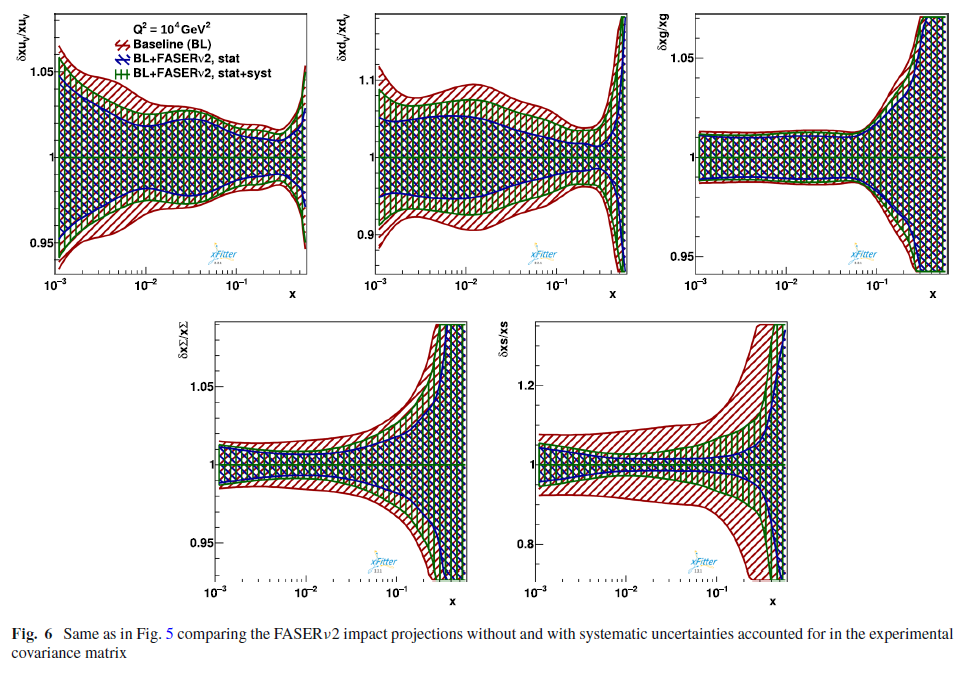 δxu_v/xu_v
Q² = 10⁴ GeV²
Baseline (BL)
BL+FASERν2, stat
BL+FASERν2, stat+syst
1.05
1
0.95
10⁻³ 10⁻² 10⁻¹
x
xFitter
δxd_v/xd_v
1.1
1
0.9
10⁻³ 10⁻² 10⁻¹
x
xFitter
δxg/xg
1.05
1
0.95
10⁻³ 10⁻² 10⁻¹
x
xFitter
δxΣ/xΣ
1.05
1
0.95
10⁻³ 10⁻² 10⁻¹
x
xFitter
δxs/xs
1.2
1
0.8
10⁻³ 10⁻² 10⁻¹
x
xFitter
Fig. 6 Same as in Fig. 5 comparing the FASERν2 impact projections without and with systematic uncertainties accounted for in the experimental
covariance matrix